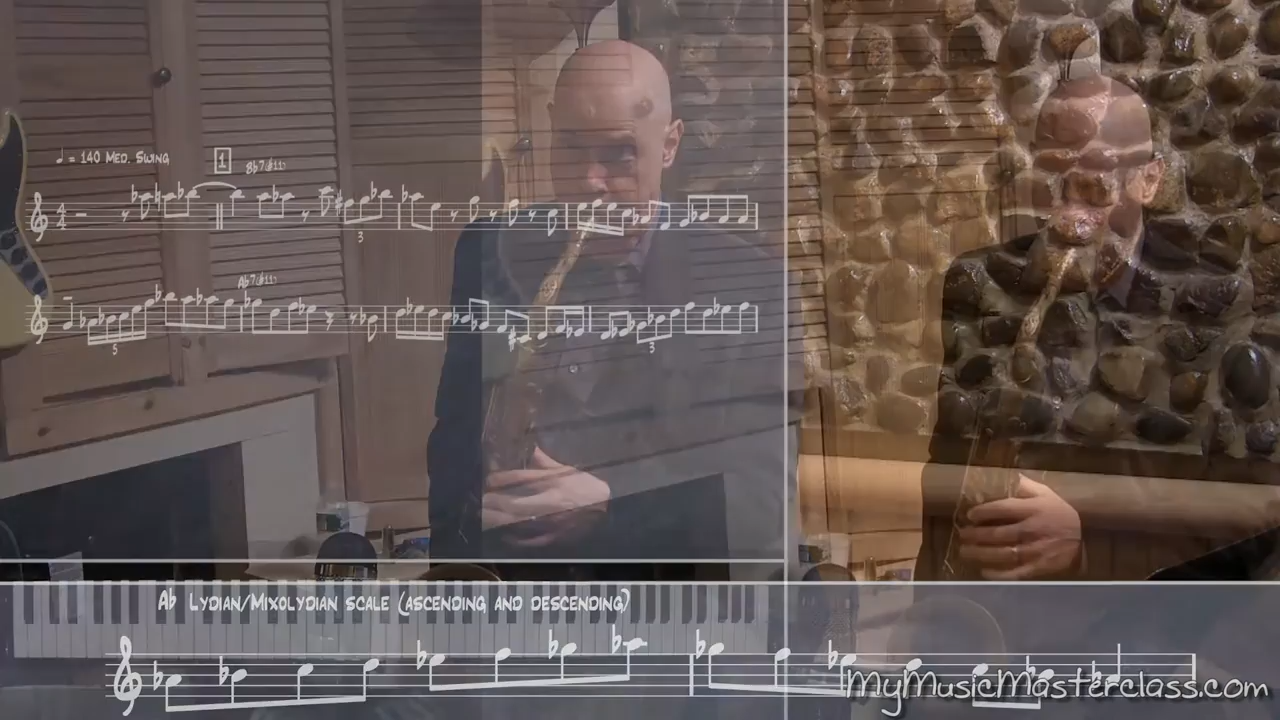 ♩ = 140 Med. Swing
1
Bb7(#11)
3
Ab7(#11)
5
3
Ab Lydian/Mixolydian scale (ascending and descending)
MyMusicMasterclass.com